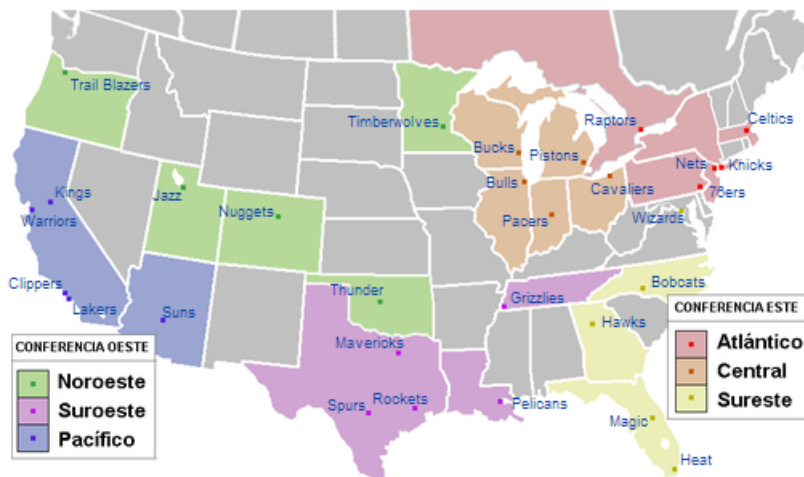 Trail Blazers
Timberwolves
Raptors
Celtics
Bucks
Pistons
Nets
Knicks
Bulls
Cavaliers
76ers
Jazz
Kings
Nuggets
Pacers
Wizards
Warriors
Clippers
Lakers
Suns
Thunder
Grizzlies
Bobcats
Hawks
Mavericks
Spurs
Rockets
Pelicans
Magic
Heat
CONFERENCIA OESTE
Noroeste
Suroeste
Pacífico
CONFERENCIA ESTE
Atlántico
Central
Sureste